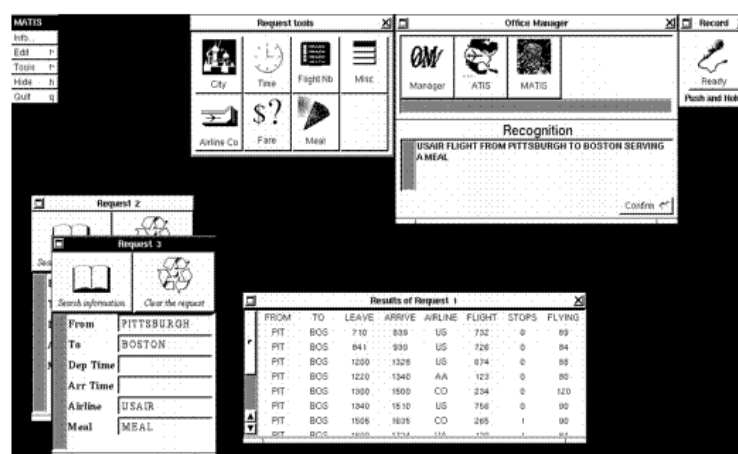 MATIS
Info...
Edit r
Tools r
Hide h
Quit q
Request tools
City
Time
Flight Nb
Misc
Airline Co
Fare
Meal
Office Manager
OM
Manager
ATIS
MATIS
Recognition
USAIR FLIGHT FROM PITTSBURGH TO BOSTON SERVING
A MEAL
Confirm
Record
Ready
Push and Hold
Request 2
Request 3
Search information
Clear the request
From PITTSBURGH
To BOSTON
Dep Time
Arr Time
Airline USAIR
Meal MEAL
Results of Request 1
FROM TO LEAVE ARRIVE AIRLINE FLIGHT STOPS FLYING
PIT BOS 710 839 US 732 0 89
PIT BOS 841 939 US 726 0 84
PIT BOS 1200 1328 US 674 0 88
PIT BOS 1220 1340 AA 123 0 80
PIT BOS 1300 1500 CO 234 0 120
PIT BOS 1340 1510 US 756 0 90
PIT BOS 1505 1635 CO 265 1 90
PIT BOS